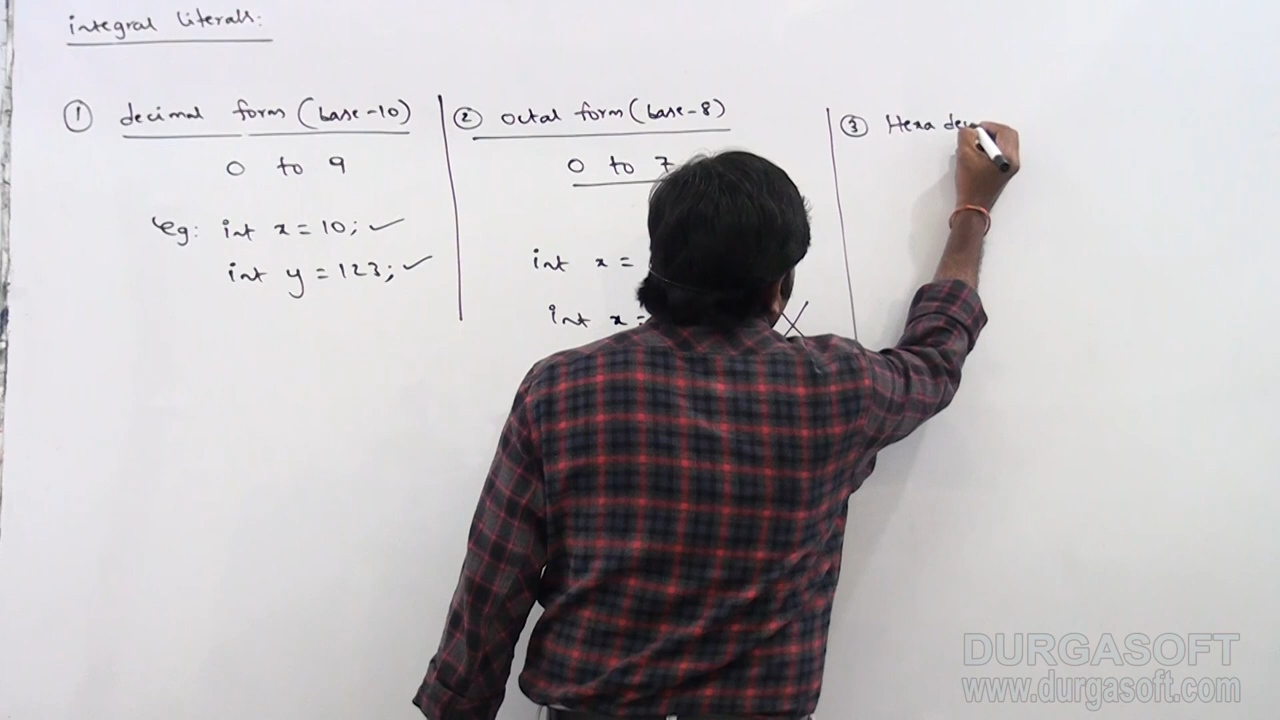 integral literals:
① decimal form (base-10)
0 to 9
eg: int x = 10; ✓
int y = 123; ✓
② octal form (base-8)
0 to 7
int x =
int x =
③ Hexa
DURGASOFT
www.durgasoft.com